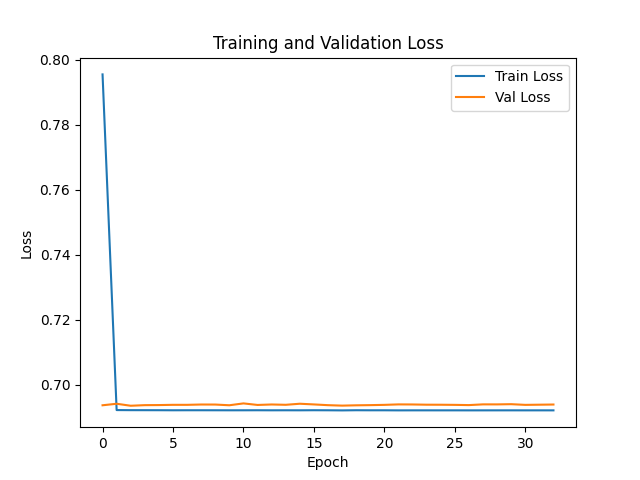 Training and Validation Loss
Train Loss
Val Loss
0.80
0.78
0.76
0.74
0.72
0.70
Loss
0 5 10 15 20 25 30
Epoch